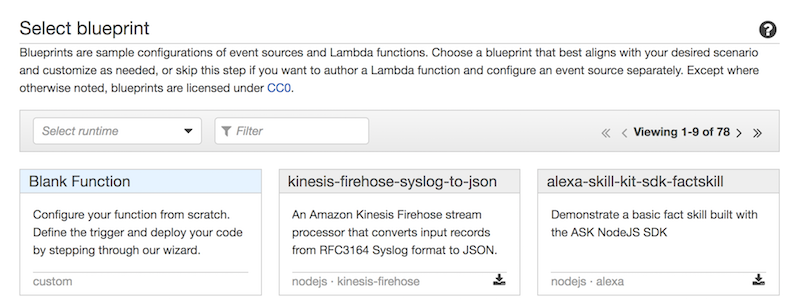 Select blueprint
?
Blueprints are sample configurations of event sources and Lambda functions. Choose a blueprint that best aligns with your desired scenario
and customize as needed, or skip this step if you want to author a Lambda function and configure an event source separately. Except where
otherwise noted, blueprints are licensed under CC0.
Select runtime
Filter
« ‹ Viewing 1-9 of 78 › »
Blank Function
Configure your function from scratch.
Define the trigger and deploy your code
by stepping through our wizard.
custom
kinesis-firehose-syslog-to-json
An Amazon Kinesis Firehose stream
processor that converts input records
from RFC3164 Syslog format to JSON.
nodejs · kinesis-firehose
alexa-skill-kit-sdk-factskill
Demonstrate a basic fact skill built with
the ASK NodeJS SDK
nodejs · alexa